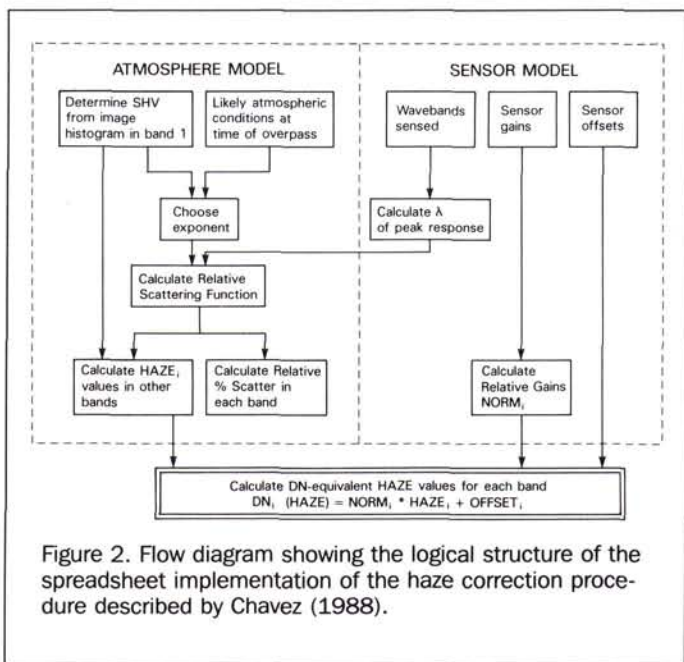 ATMOSPHERE MODEL
SENSOR MODEL
Determine SHV
from image
histogram in band 1
Likely atmospheric
conditions at
time of overpass
Wavebands
sensed
Sensor
gains
Sensor
offsets
Choose
exponent
Calculate λ
of peak response
Calculate Relative
Scattering Function
Calculate HAZEᵢ
values in other
bands
Calculate Relative
% Scatter in
each band
Calculate
Relative Gains
NORMᵢ
Calculate DN-equivalent HAZE values for each band
DNᵢ (HAZE) = NORMᵢ * HAZEᵢ + OFFSETᵢ
Figure 2. Flow diagram showing the logical structure of the
spreadsheet implementation of the haze correction proce-
dure described by Chavez (1988).